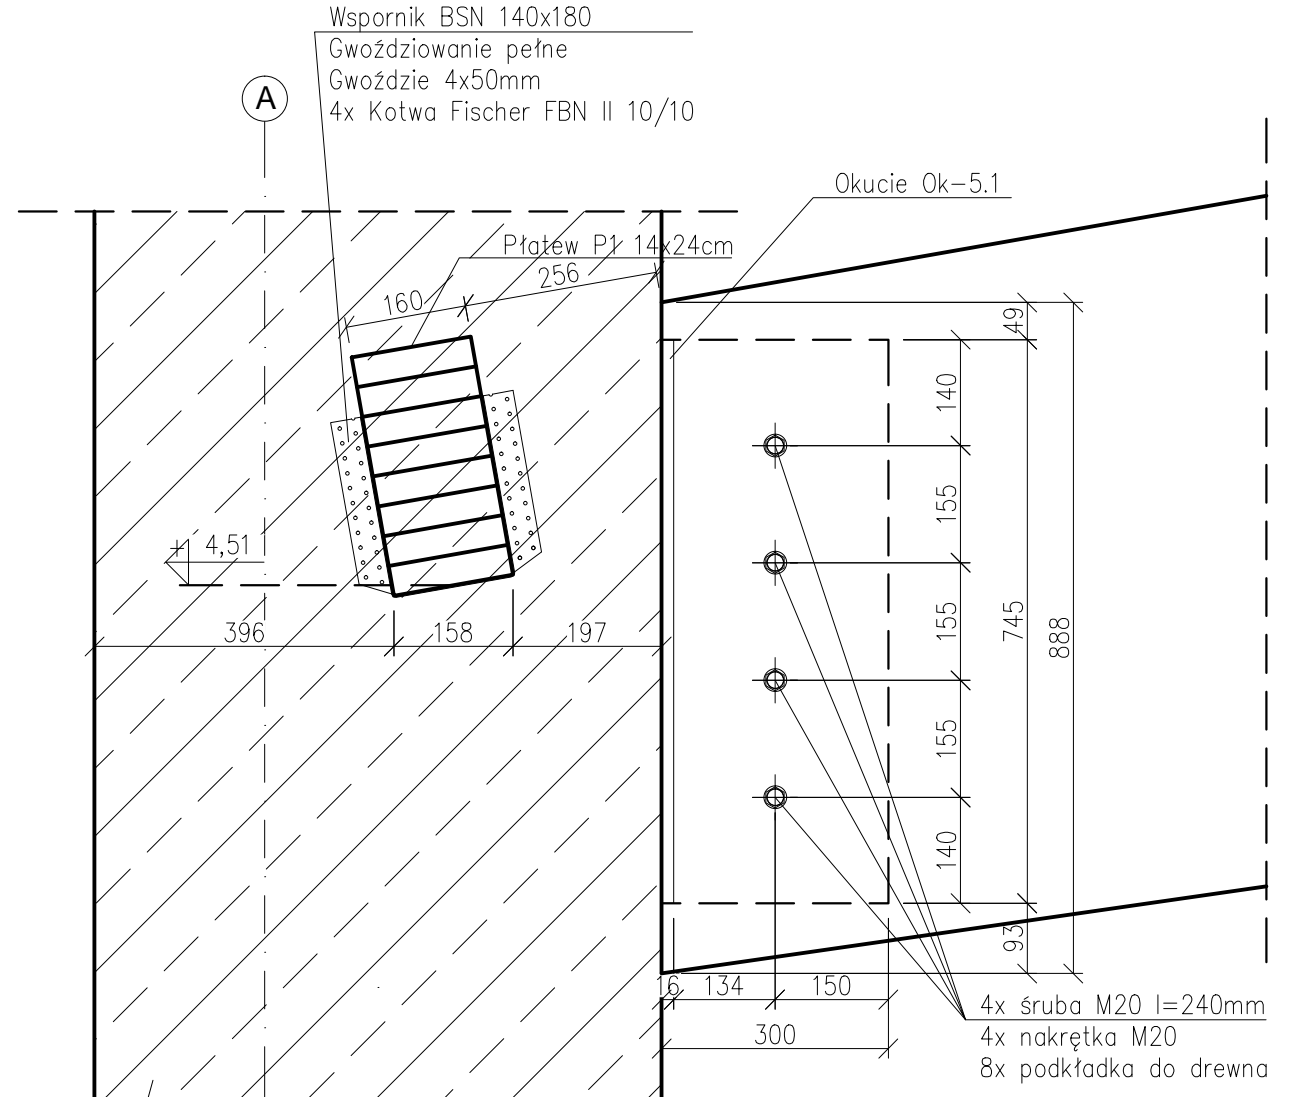 Wspornik BSN 140x180
Gwoździowanie pełne
Gwoździe 4x50mm
4x Kotwa Fischer FBN II 10/10
A
Okucie Ok-5.1
Płatew P1 14x24cm
256
160
49
140
155
+ 4,51
396
158
197
155
745
888
155
140
93
16
134
150
300
4x śruba M20 l=240mm
4x nakrętka M20
8x podkładka do drewna